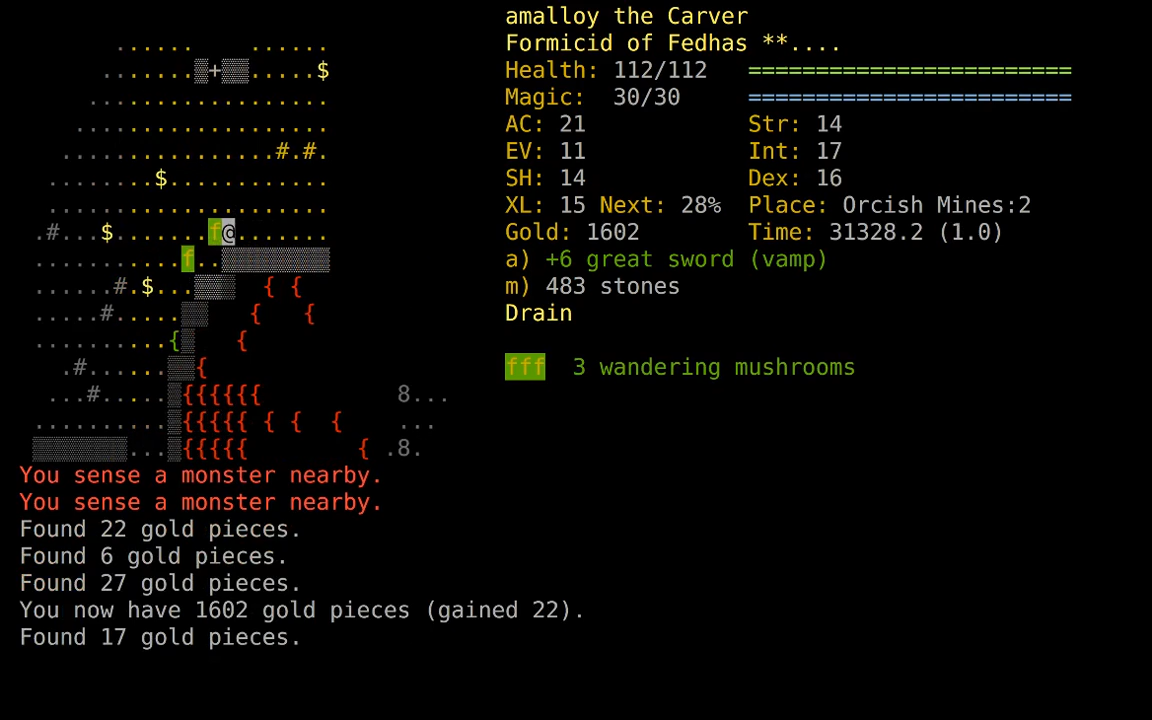 amalloy the Carver
Formicid of Fedhas **....
Health: 112/112 ========================
Magic: 30/30 ========================
AC: 21 Str: 14
EV: 11 Int: 17
SH: 14 Dex: 16
XL: 15 Next: 28% Place: Orcish Mines:2
Gold: 1602 Time: 31328.2 (1.0)
a) +6 great sword (vamp)
m) 483 stones
Drain
fff 3 wandering mushrooms
You sense a monster nearby.
You sense a monster nearby.
Found 22 gold pieces.
Found 6 gold pieces.
Found 27 gold pieces.
You now have 1602 gold pieces (gained 22).
Found 17 gold pieces.